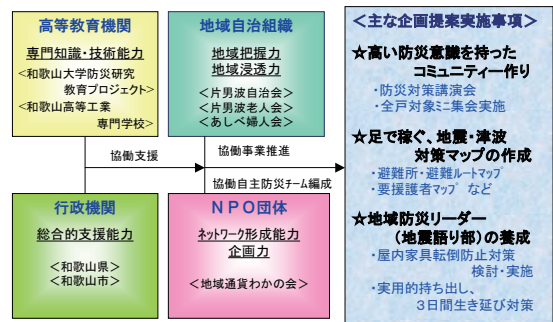 高等教育機関
専門知識・技術能力
<和歌山大学防災研究
教育プロジェクト>
<和歌山高等工業
専門学校>
地域自治組織
地域把握力
地域浸透力
<片男波自治会>
<片男波老人会>
<あしべ婦人会>
協働支援
協働事業推進
協働自主防災チーム編成
行政機関
総合的支援能力
<和歌山県>
<和歌山市>
NPO団体
ネットワーク形成能力
企画力
<地域通貨わかの会>
<主な企画提案実施事項>
☆高い防災意識を持った
コミュニティー作り
・防災対策講演会
・全戸対象ミニ集会実施
☆足で稼ぐ、地震・津波
対策マップの作成
・避難所・避難ルートマップ
・要援護者マップ など
☆地域防災リーダー
(地震語り部)の養成
・屋内家具転倒防止対策
検討・実施
・実用的持ち出し、
3日間生き延び対策